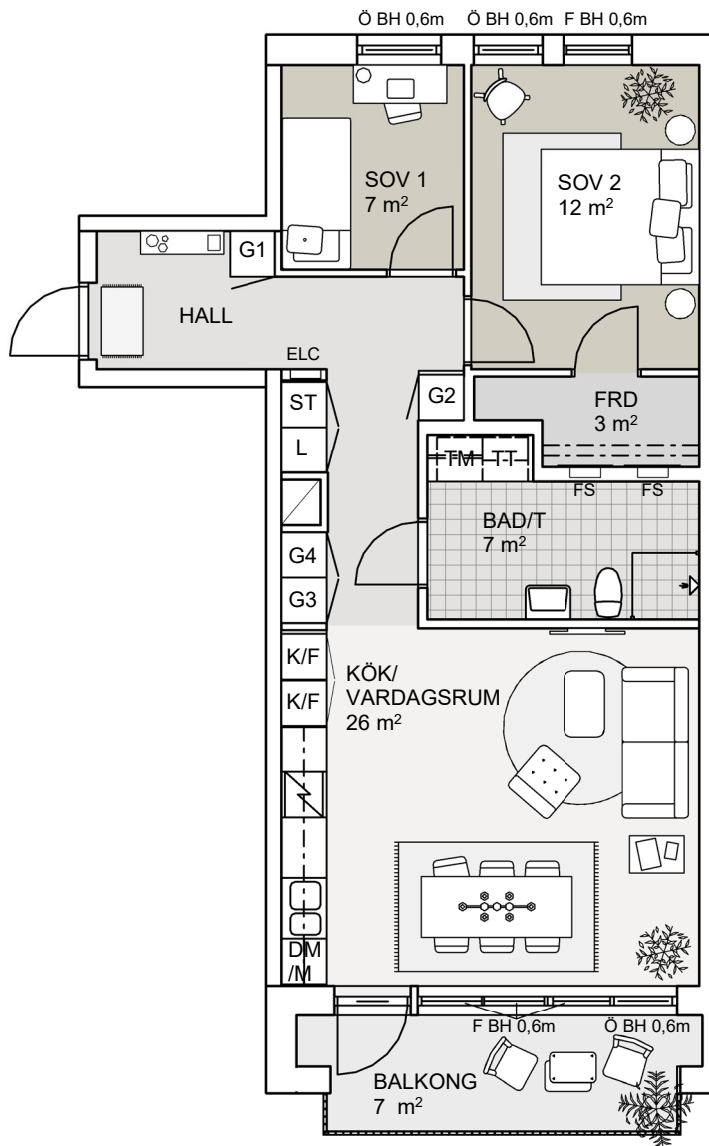 Ö BH 0,6m
Ö BH 0,6m
F BH 0,6m
SOV 1
7 m²
SOV 2
12 m²
G1
HALL
ELC
ST
G2
FRD
3 m²
L
TM
TT
FS
FS
BAD/T
7 m²
G4
G3
K/F
K/F
KÖK/
VARDAGSRUM
26 m²
DM
/M
F BH 0,6m
Ö BH 0,6m
BALKONG
7 m²